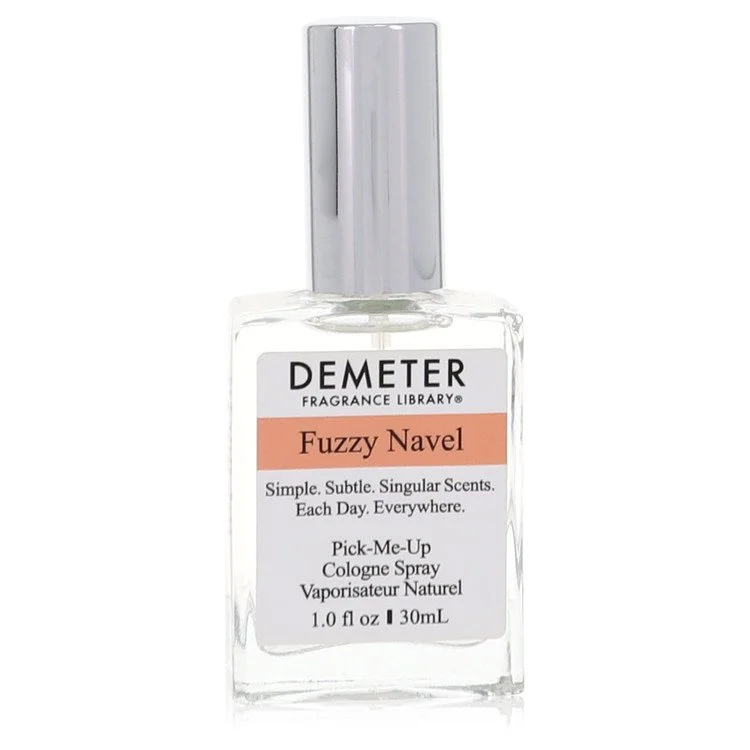 DEMETER
FRAGRANCE LIBRARY®
Fuzzy Navel
Simple. Subtle. Singular Scents.
Each Day. Everywhere.
Pick-Me-Up
Cologne Spray
Vaporisateur Naturel
1.0 fl oz ▌30mL